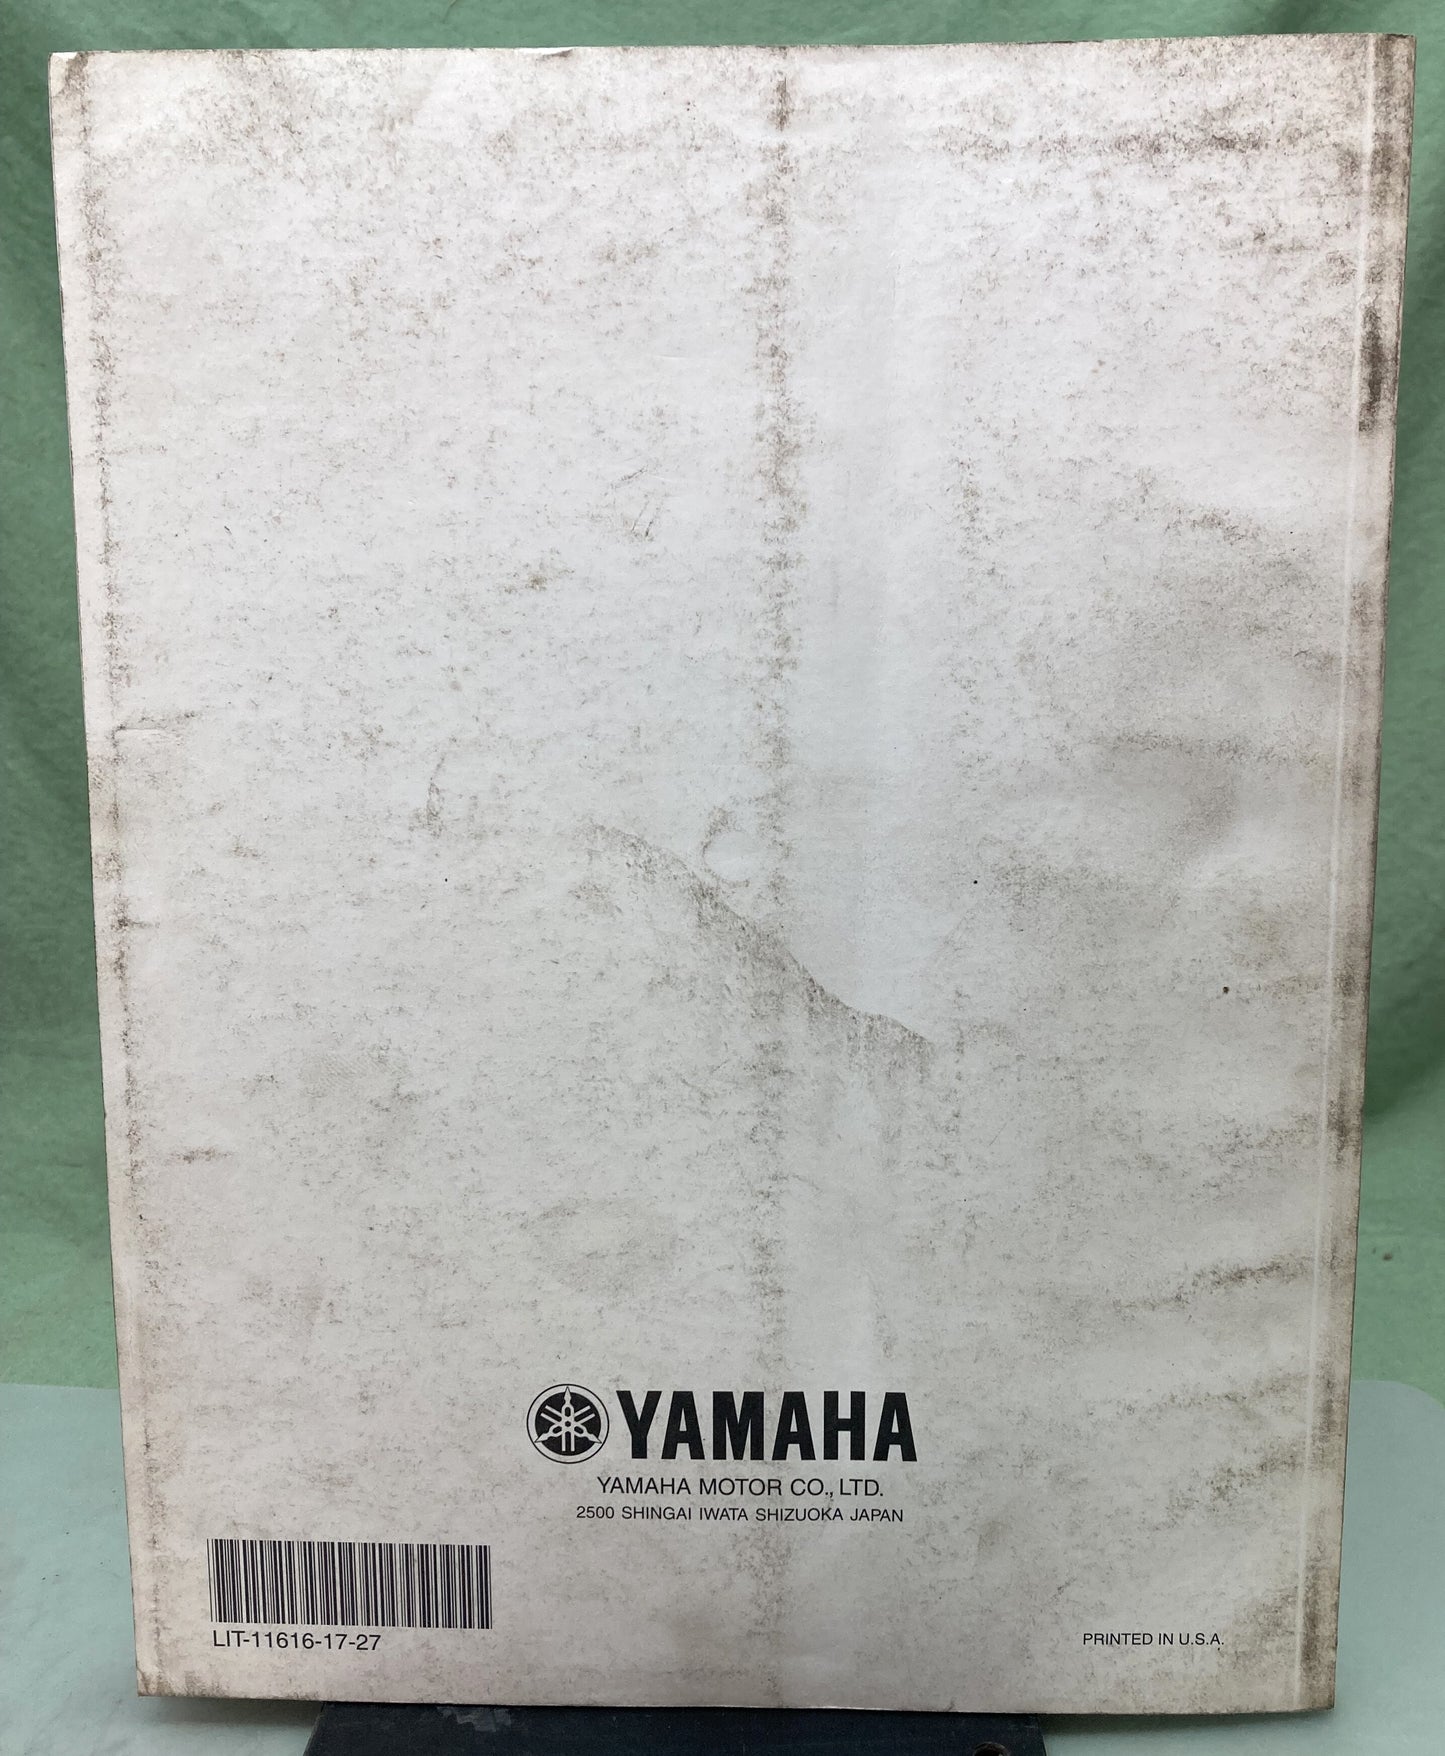 YAMAHA
YAMAHA MOTOR CO., LTD.
2500 SHINGAI IWATA SHIZUOKA JAPAN
LIT-11616-17-27
PRINTED IN U.S.A.